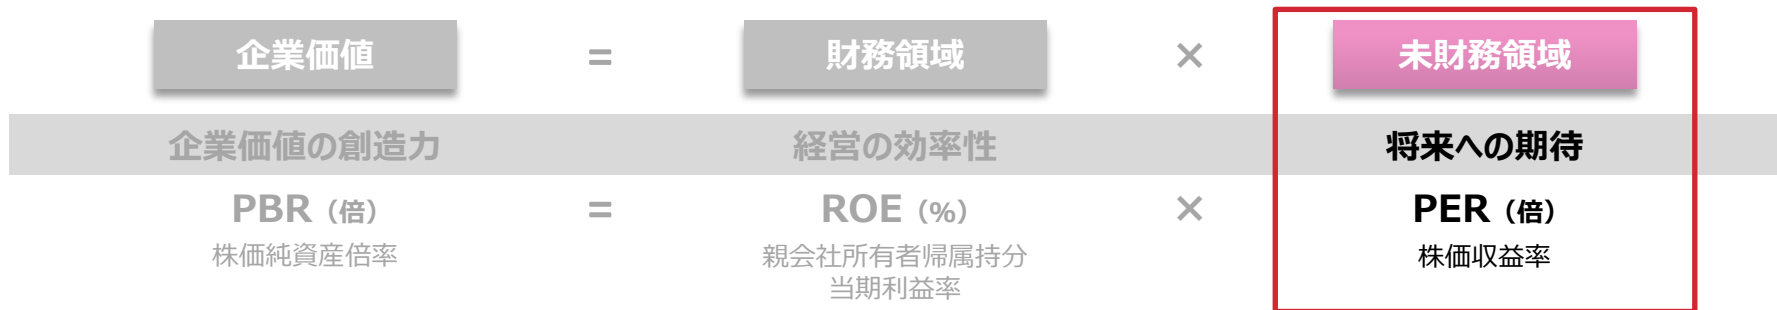 企業価値 = 財務領域 × 未財務領域
企業価値の創造力 経営の効率性 将来への期待
PBR（倍） = ROE（%） × PER（倍）
株価純資産倍率 親会社所有者帰属持分 株価収益率
当期利益率